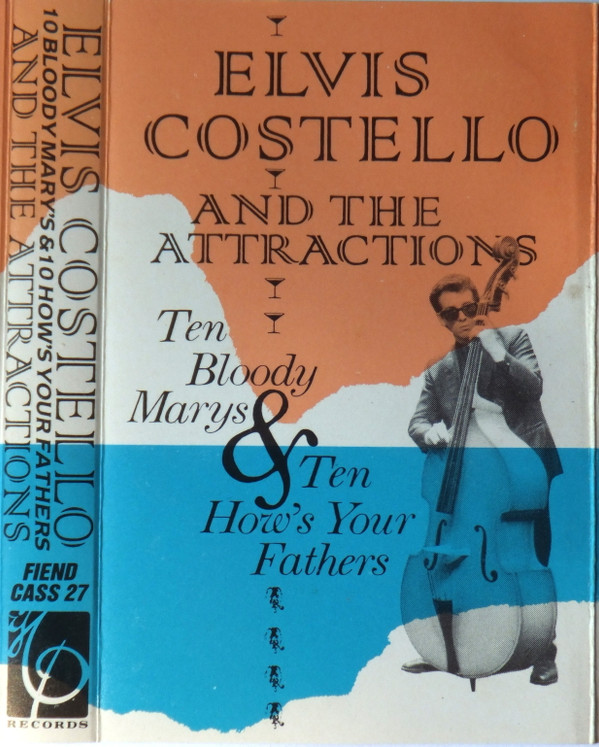 ELVIS COSTELLO
10 BLOODY MARY'S & 10 HOW'S YOUR FATHERS
AND THE ATTRACTIONS
FIEND
CASS 27
RECORDS
ELVIS
COSTELLO
AND THE
ATTRACTIONS
Ten
Bloody
Marys
&
Ten
How's Your
Fathers